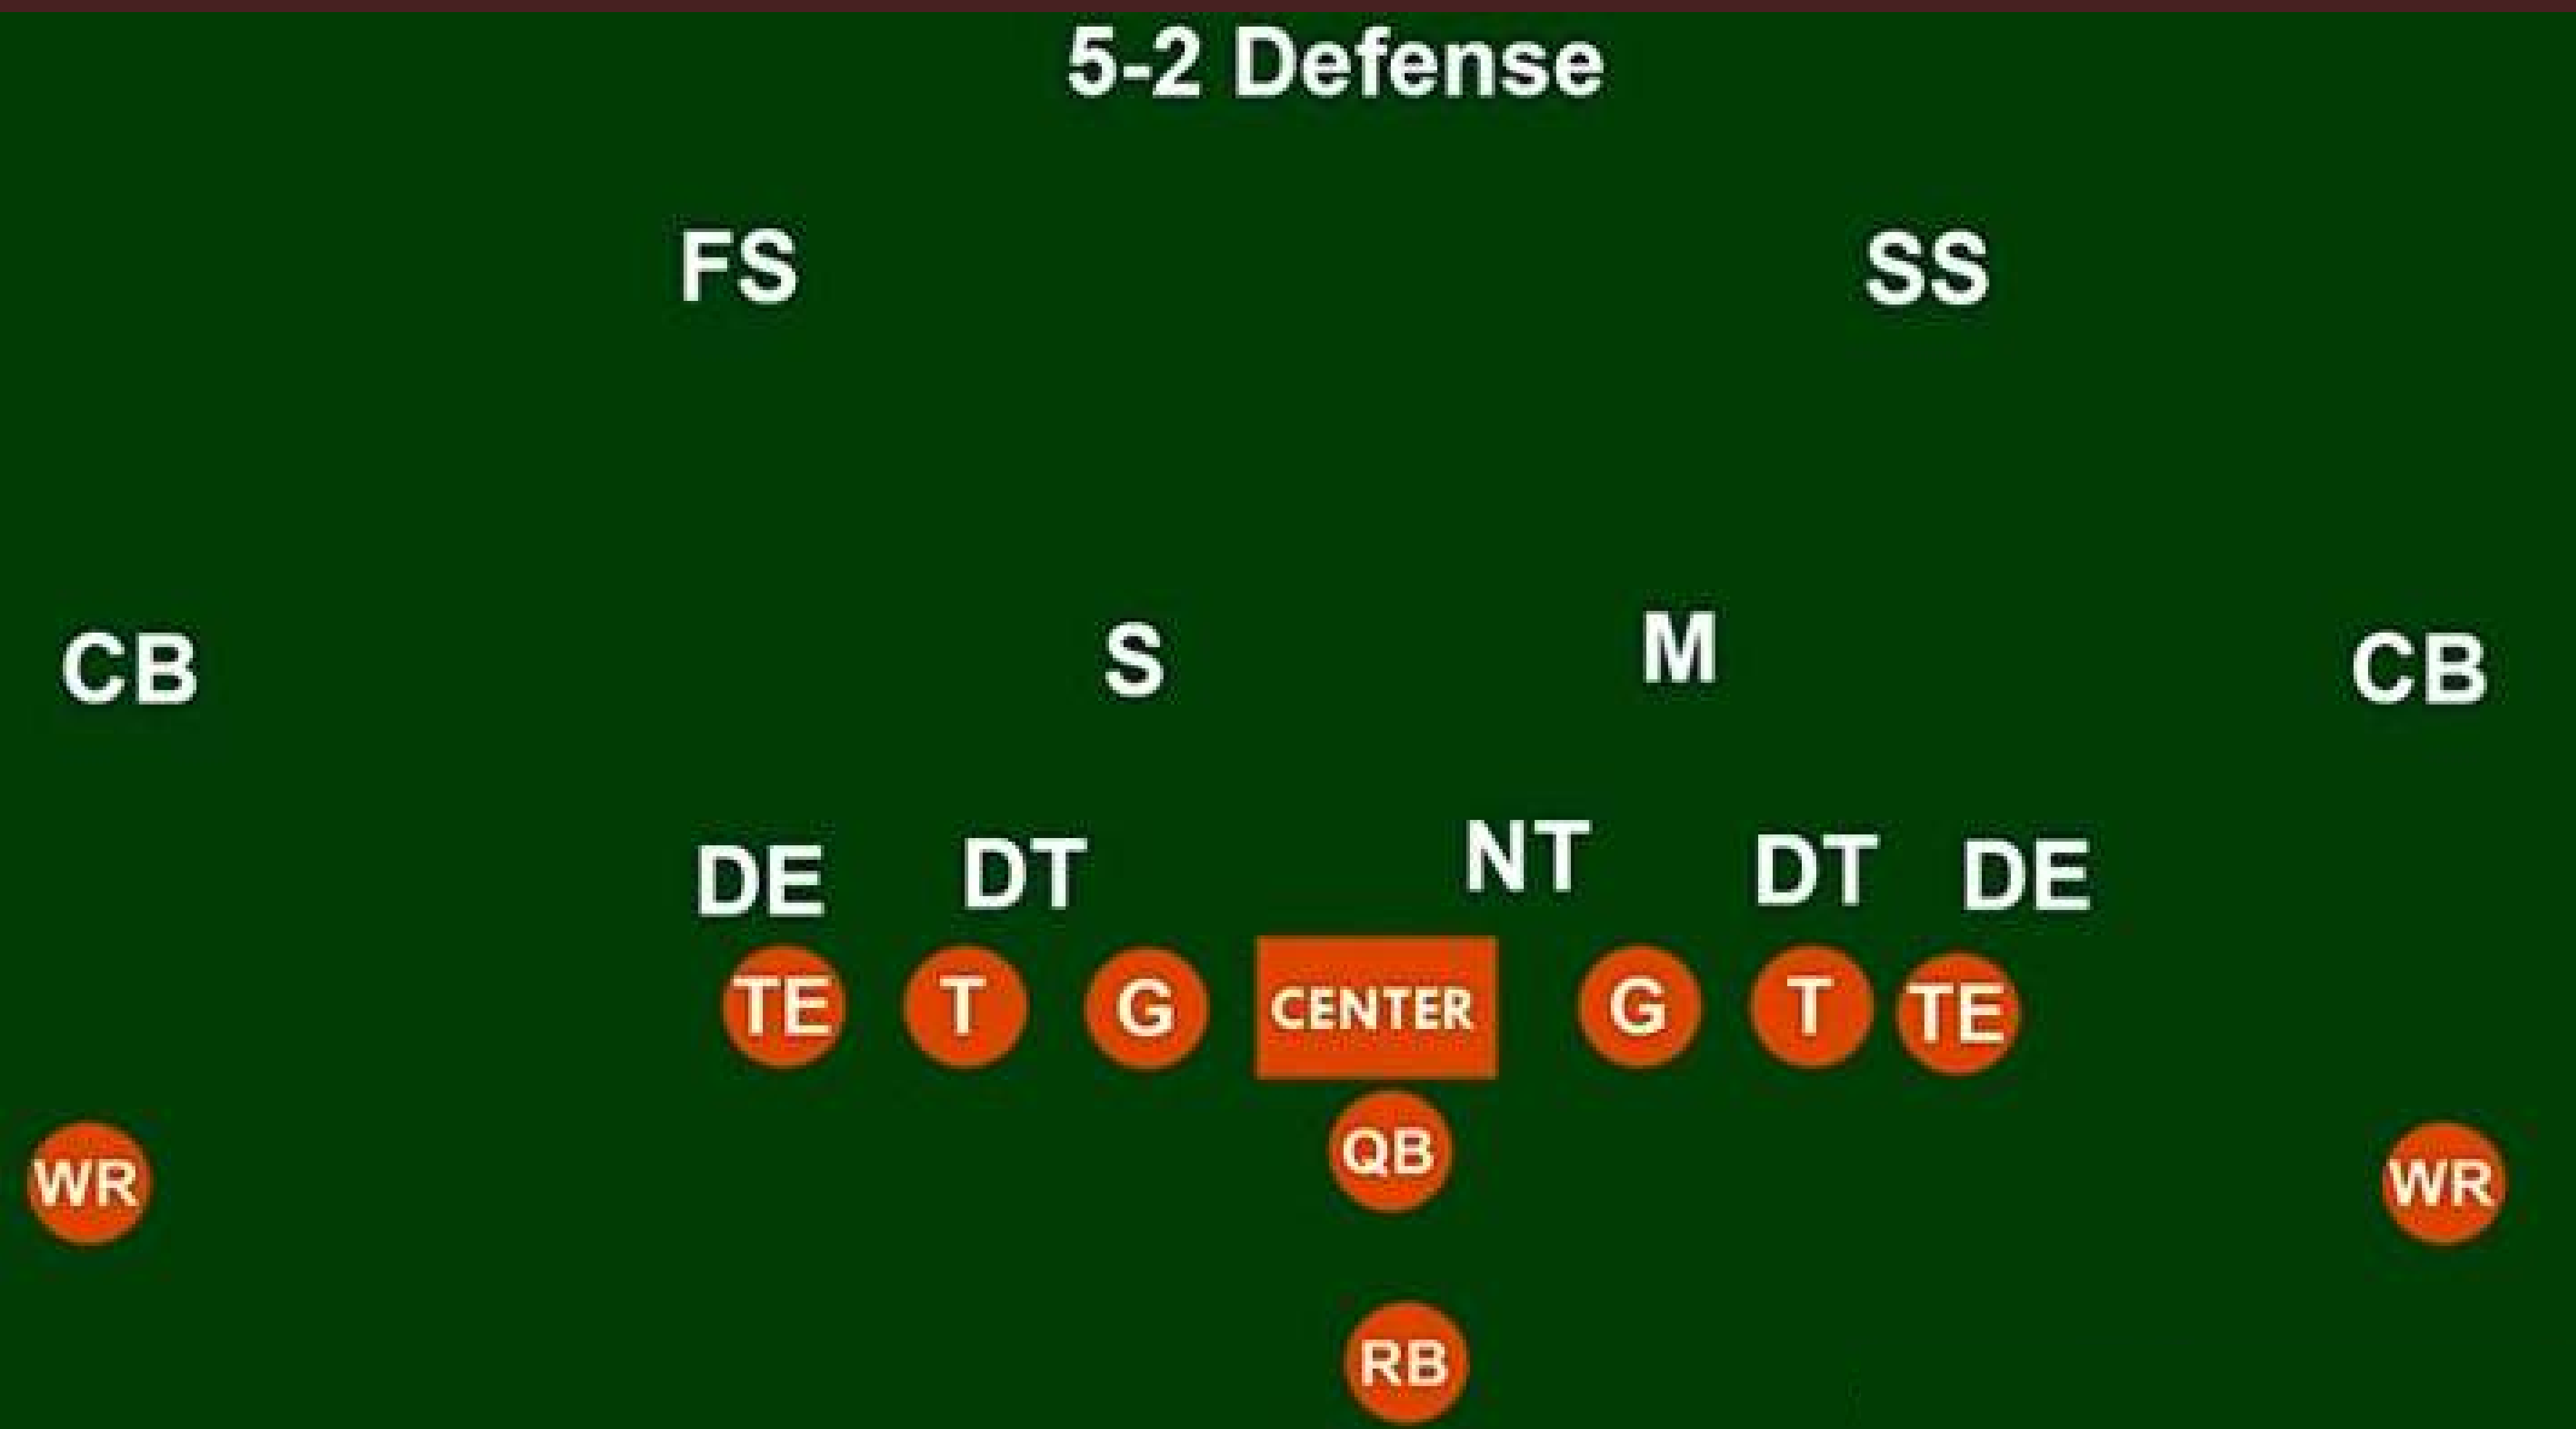 5-2 Defense
FS SS
CB S M CB
DE DT NT DT DE
TE T G CENTER G T TE
QB
WR WR
RB